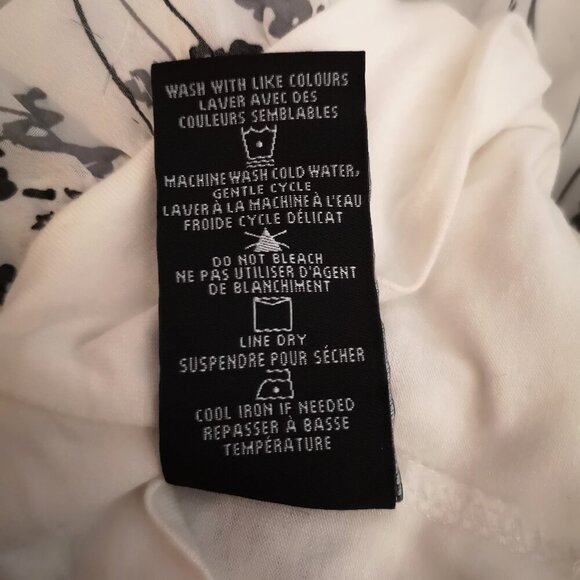 WASH WITH LIKE COLOURS
LAVER AVEC DES
COULEURS SEMBLABLES
MACHINE WASH COLD WATER,
GENTLE CYCLE
LAVER À LA MACHINE À L'EAU
FROIDE CYCLE DÉLICAT
DO NOT BLEACH
NE PAS UTILISER D'AGENT
DE BLANCHIMENT
LINE DRY
SUSPENDRE POUR SÉCHER
COOL IRON IF NEEDED
REPASSER À BASSE
TEMPÉRATURE